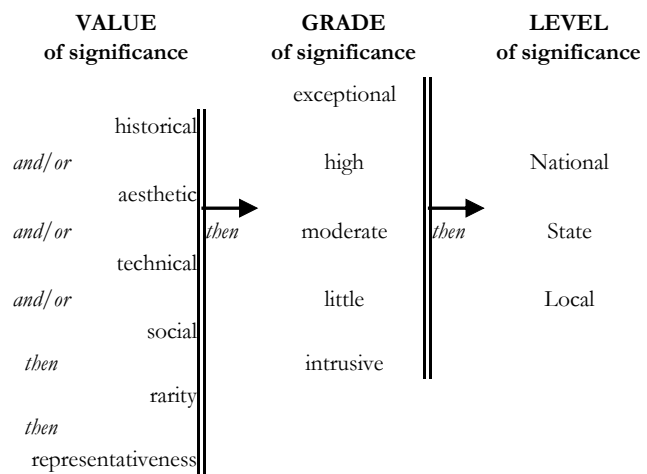 VALUE GRADE LEVEL
of significance of significance of significance
exceptional
historical
and/or high National
aesthetic
and/or then moderate then State
technical
and/or little Local
social
then intrusive
rarity
then
representativeness